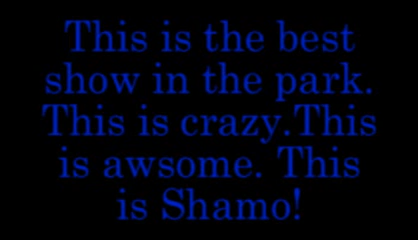 This is the best
show in the park.
This is crazy.This
is awsome. This
is Shamo!